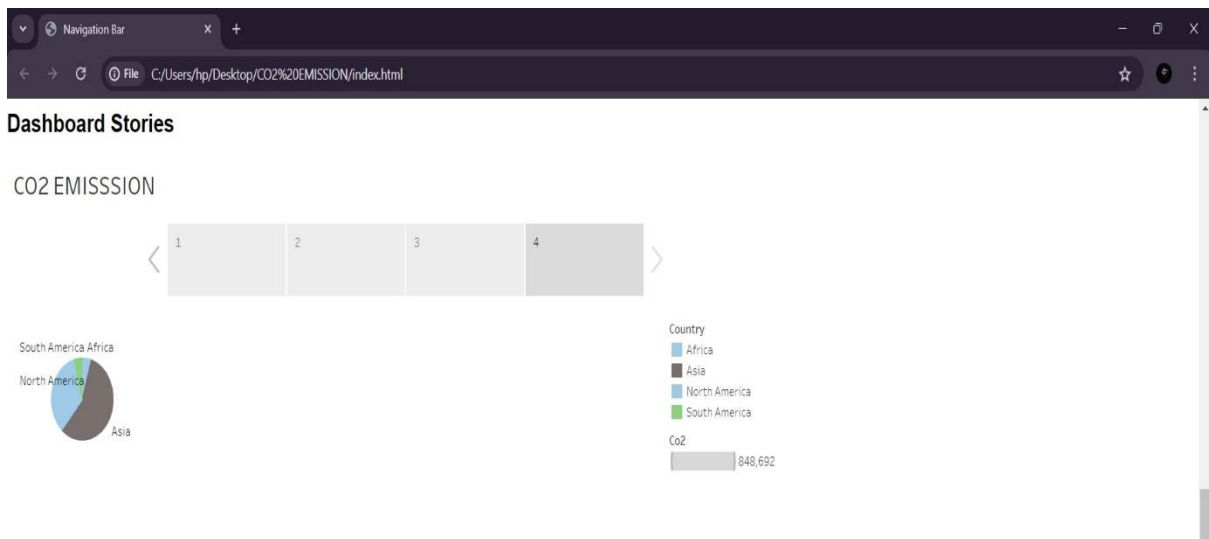 Navigation Bar
File C:/Users/hp/Desktop/CO2%20EMISSION/index.html
Dashboard Stories
CO2 EMISSSION
1 2 3 4
South America Africa
North America
Asia
Country
Africa
Asia
North America
South America
Co2
848,692